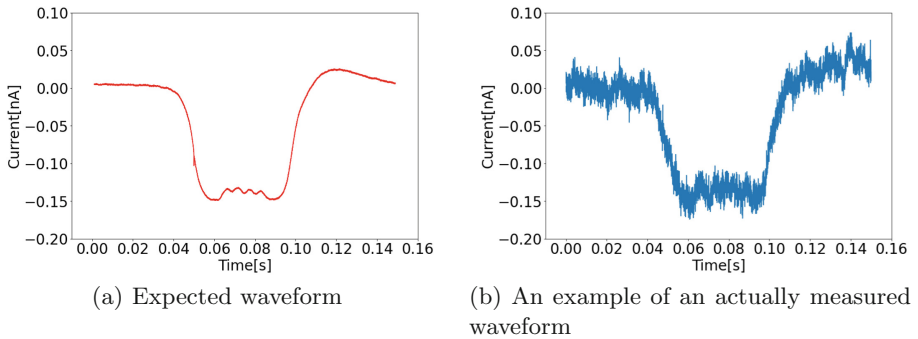 0.10
0.05
0.00
−0.05
−0.10
−0.15
−0.20
Current[nA]
0.00 0.02 0.04 0.06 0.08 0.10 0.12 0.14 0.16
Time[s]
(a) Expected waveform
0.10
0.05
0.00
−0.05
−0.10
−0.15
−0.20
Current[nA]
0.00 0.02 0.04 0.06 0.08 0.10 0.12 0.14 0.16
Time[s]
(b) An example of an actually measured
waveform